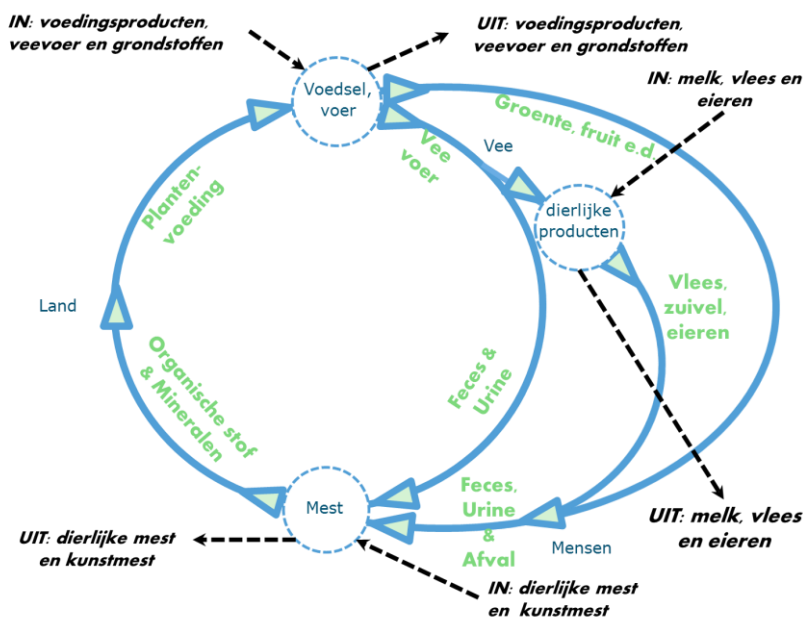 IN: voedingsproducten,
veevoer en grondstoffen
UIT: voedingsproducten,
veevoer en grondstoffen
Voedsel,
voer
IN: melk, vlees en
eieren
Groente, fruit e.d.
Vee
Vee
voer
Planten-
voeding
dierlijke
producten
Vlees,
zuivel,
eieren
Land
Organische stof
& Mineralen
Feces &
Urine
Feces,
Urine
&
Afval
Mest
Mensen
UIT: melk, vlees
en eieren
UIT: dierlijke mest
en kunstmest
IN: dierlijke mest
en kunstmest